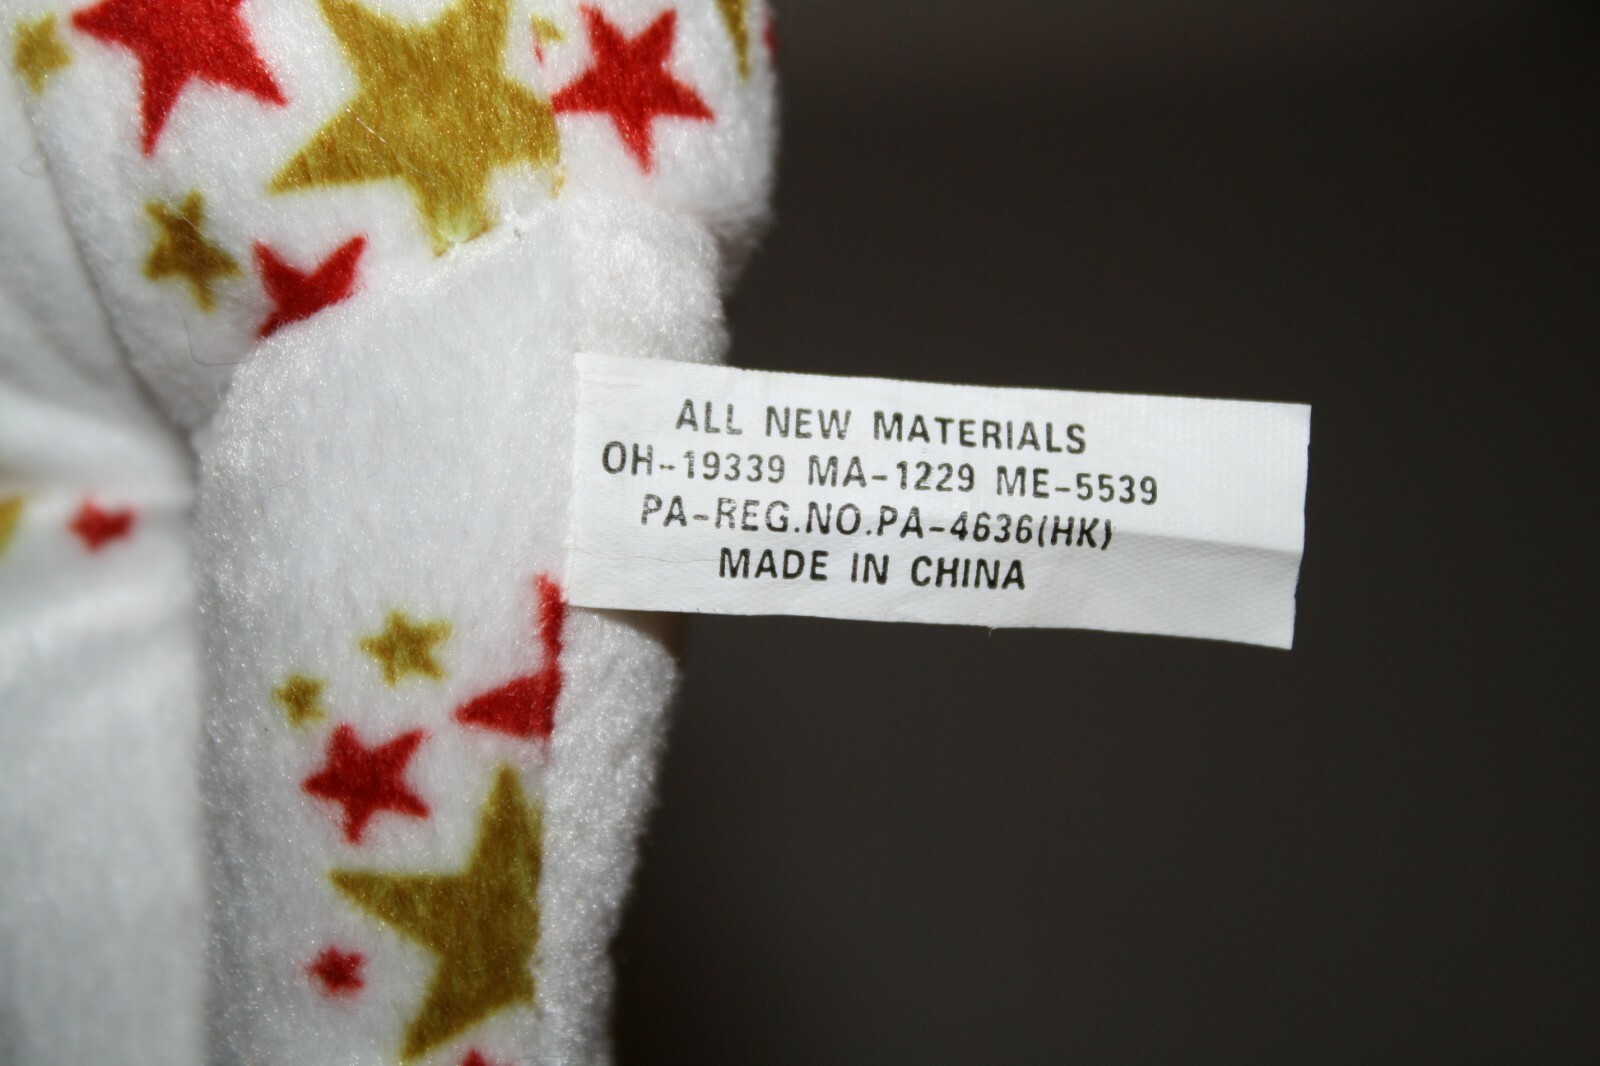 ALL NEW MATERIALS
OH-19339 MA-1229 ME-5539
PA-REG.NO.PA-4636(HK)
MADE IN CHINA